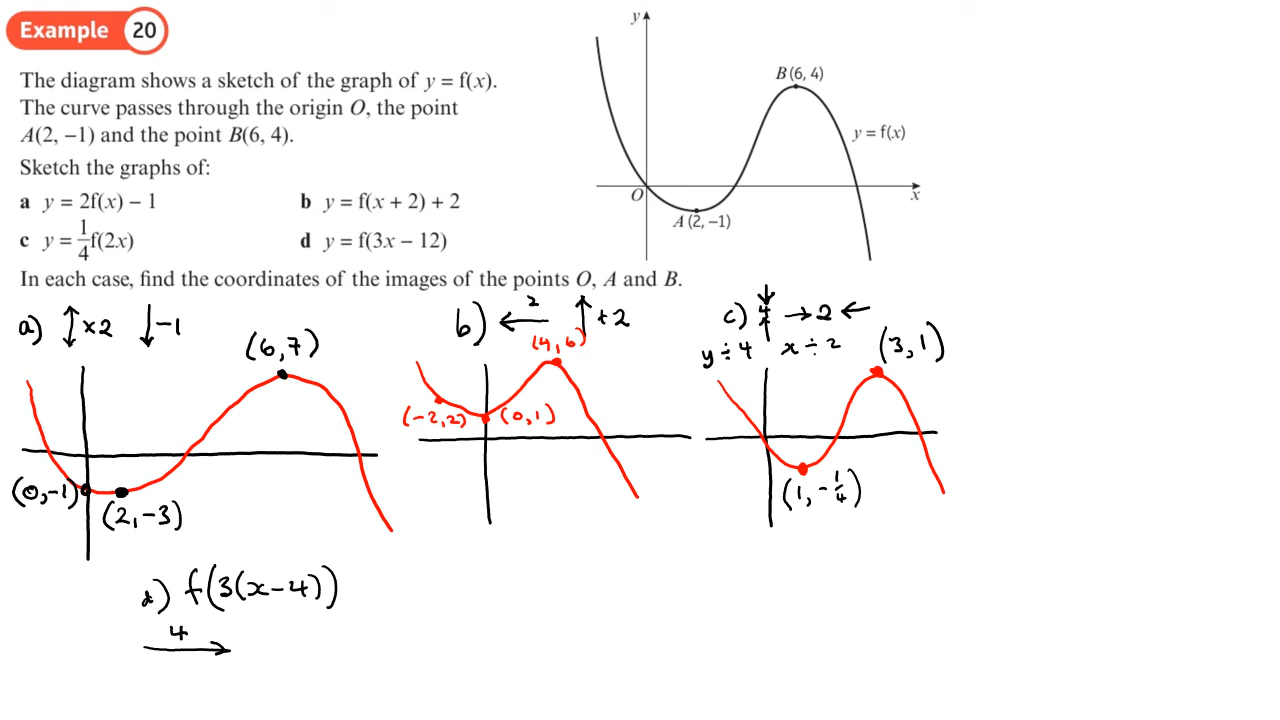 Example 20
The diagram shows a sketch of the graph of y = f(x).
The curve passes through the origin O, the point
A(2, −1) and the point B(6, 4).
Sketch the graphs of:
a y = 2f(x) − 1
b y = f(x + 2) + 2
c y = 1/4 f(2x)
d y = f(3x − 12)
In each case, find the coordinates of the images of the points O, A and B.
y
B(6, 4)
y = f(x)
O
x
A(2, −1)
a) ↕×2 ↓−1
(6,7)
(0,−1)
(2,−3)
b) ← 2 ↑+2
(4,6)
(−2,2)
(0,1)
c) ↓4↑ →2←
y÷4 x÷2
(3,1)
(1,−1/4)
d) f(3(x−4))
4
→